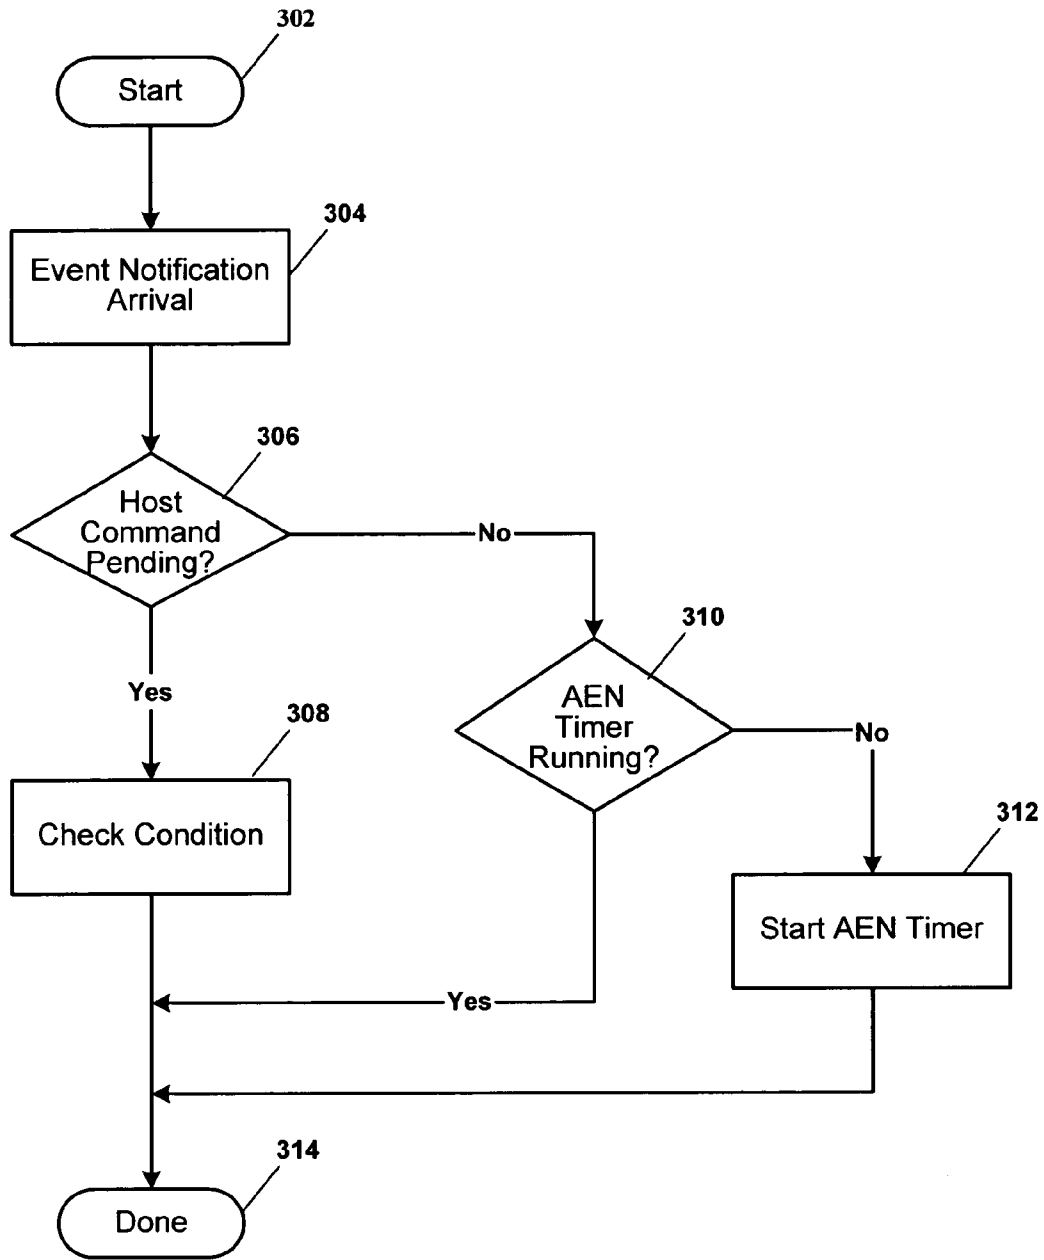 302
Start
304
Event Notification
Arrival
306
Host
Command
Pending?
No
310
Yes
AEN
Timer
Running?
308
No
Check Condition
312
Start AEN Timer
Yes
314
Done